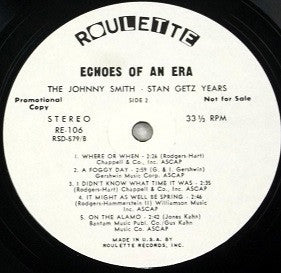 ROULETTE
ECHOES OF AN ERA
THE JOHNNY SMITH - STAN GETZ YEARS
Promotional Copy
SIDE 2
Not for Sale
STEREO
33 1/3 RPM
RE-106
RSD-579/B
1. WHERE OR WHEN - 2:26 (Rodgers-Hart)
Chappell & Co., Inc. ASCAP
2. A FOGGY DAY - 2:59 (G. & I. Gershwin)
Gershwin Music Corp. ASCAP
3. I DIDN'T KNOW WHAT TIME IT WAS - 2:35
(Rodgers-Hart) Chappell & Co., Inc. ASCAP
4. IT MIGHT AS WELL BE SPRING - 2:46
(Rodgers-Hammerstein II) Williamson Music
Inc. ASCAP
5. ON THE ALAMO - 2:42 (Jones Kahn)
Bantam Music Publ. Co/Gus Kahn
Music Co. ASCAP
MADE IN U.S.A. BY
ROULETTE RECORDS, INC.